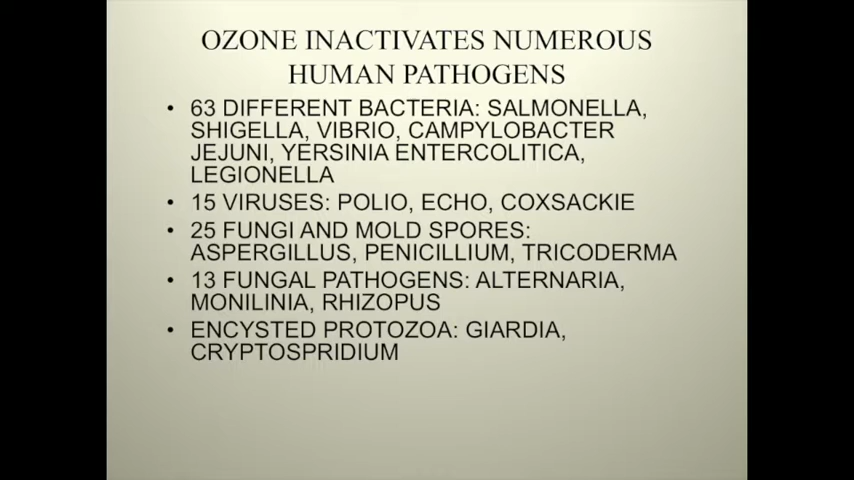 OZONE INACTIVATES NUMEROUS
HUMAN PATHOGENS
• 63 DIFFERENT BACTERIA: SALMONELLA,
SHIGELLA, VIBRIO, CAMPYLOBACTER
JEJUNI, YERSINIA ENTERCOLITICA,
LEGIONELLA
• 15 VIRUSES: POLIO, ECHO, COXSACKIE
• 25 FUNGI AND MOLD SPORES:
ASPERGILLUS, PENICILLIUM, TRICODERMA
• 13 FUNGAL PATHOGENS: ALTERNARIA,
MONILINIA, RHIZOPUS
• ENCYSTED PROTOZOA: GIARDIA,
CRYPTOSPRIDIUM